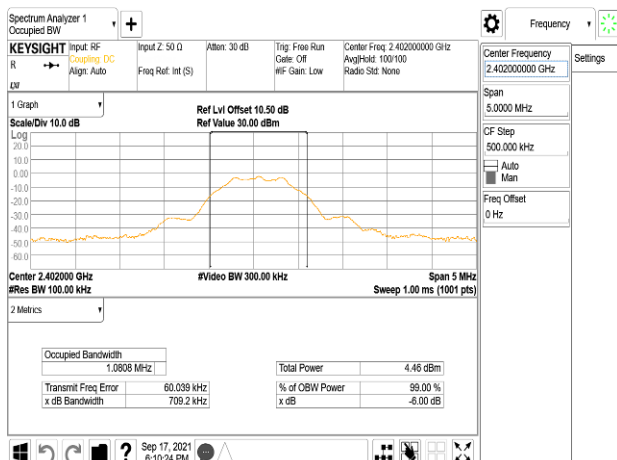 Spectrum Analyzer 1
Occupied BW
+
Frequency
KEYSIGHT Input: RF Input Z: 50 Ω Atten: 30 dB Trig: Free Run Center Freq: 2.402000000 GHz
R Coupling: DC Gate: Off Avg|Hold: 100/100
Align: Auto Freq Ref: Int (S) #IF Gain: Low Radio Std: None
Center Frequency
2.402000000 GHz
Settings
Span
5.0000 MHz
CF Step
500.000 kHz
Auto
Man
Freq Offset
0 Hz
1 Graph
Ref Lvl Offset 10.50 dB
Scale/Div 10.0 dB Ref Value 30.00 dBm
Log
20.0
10.0
0.00
-10.0
-20.0
-30.0
-40.0
-50.0
-60.0
Center 2.402000 GHz #Video BW 300.00 kHz Span 5 MHz
#Res BW 100.00 kHz Sweep 1.00 ms (1001 pts)
2 Metrics
Occupied Bandwidth
1.0808 MHz
Total Power 4.46 dBm
Transmit Freq Error 60.039 kHz % of OBW Power 99.00 %
x dB Bandwidth 709.2 kHz x dB -6.00 dB
? Sep 17, 2021
6:10:24 PM